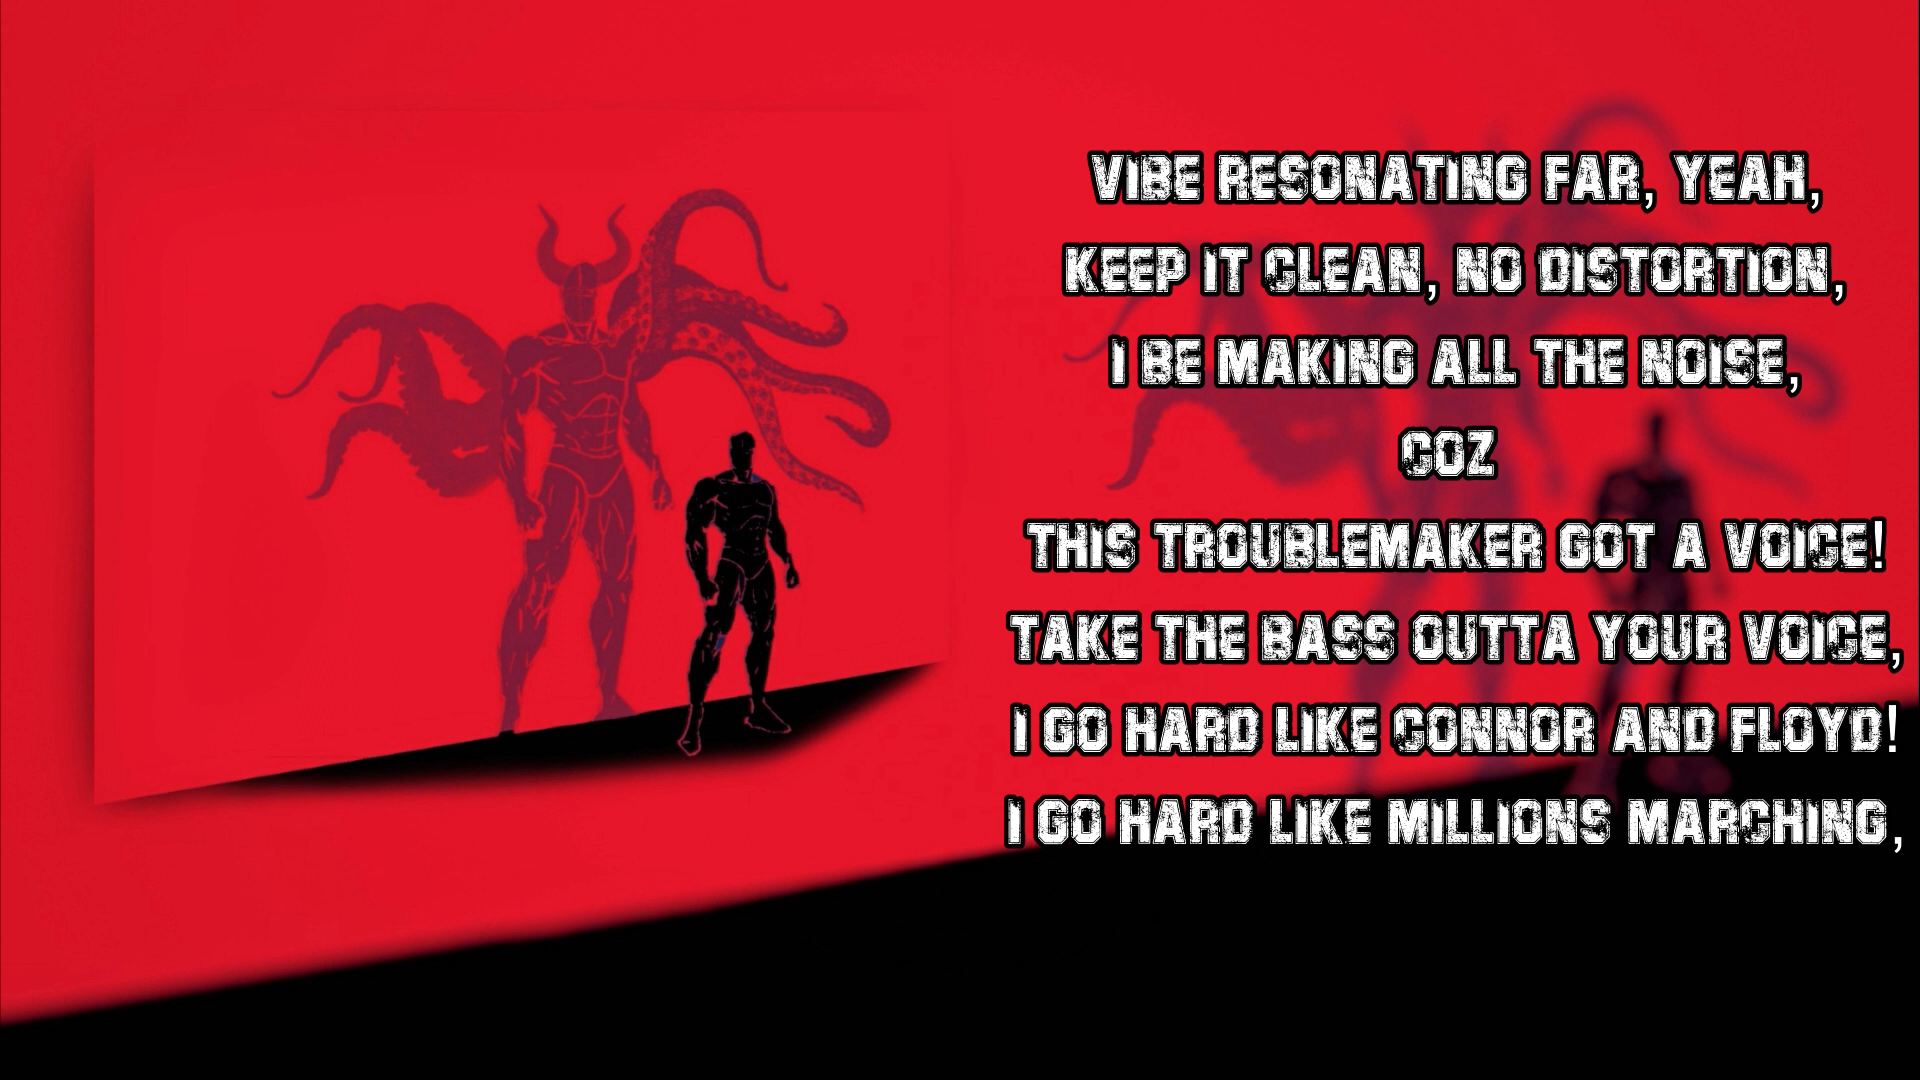 VIBE RESONATING FAR, YEAH,
KEEP IT CLEAN, NO DISTORTION,
I BE MAKING ALL THE NOISE,
COZ
THIS TROUBLEMAKER GOT A VOICE!
TAKE THE BASS OUTTA YOUR VOICE,
I GO HARD LIKE CONNOR AND FLOYD!
I GO HARD LIKE MILLIONS MARCHING,